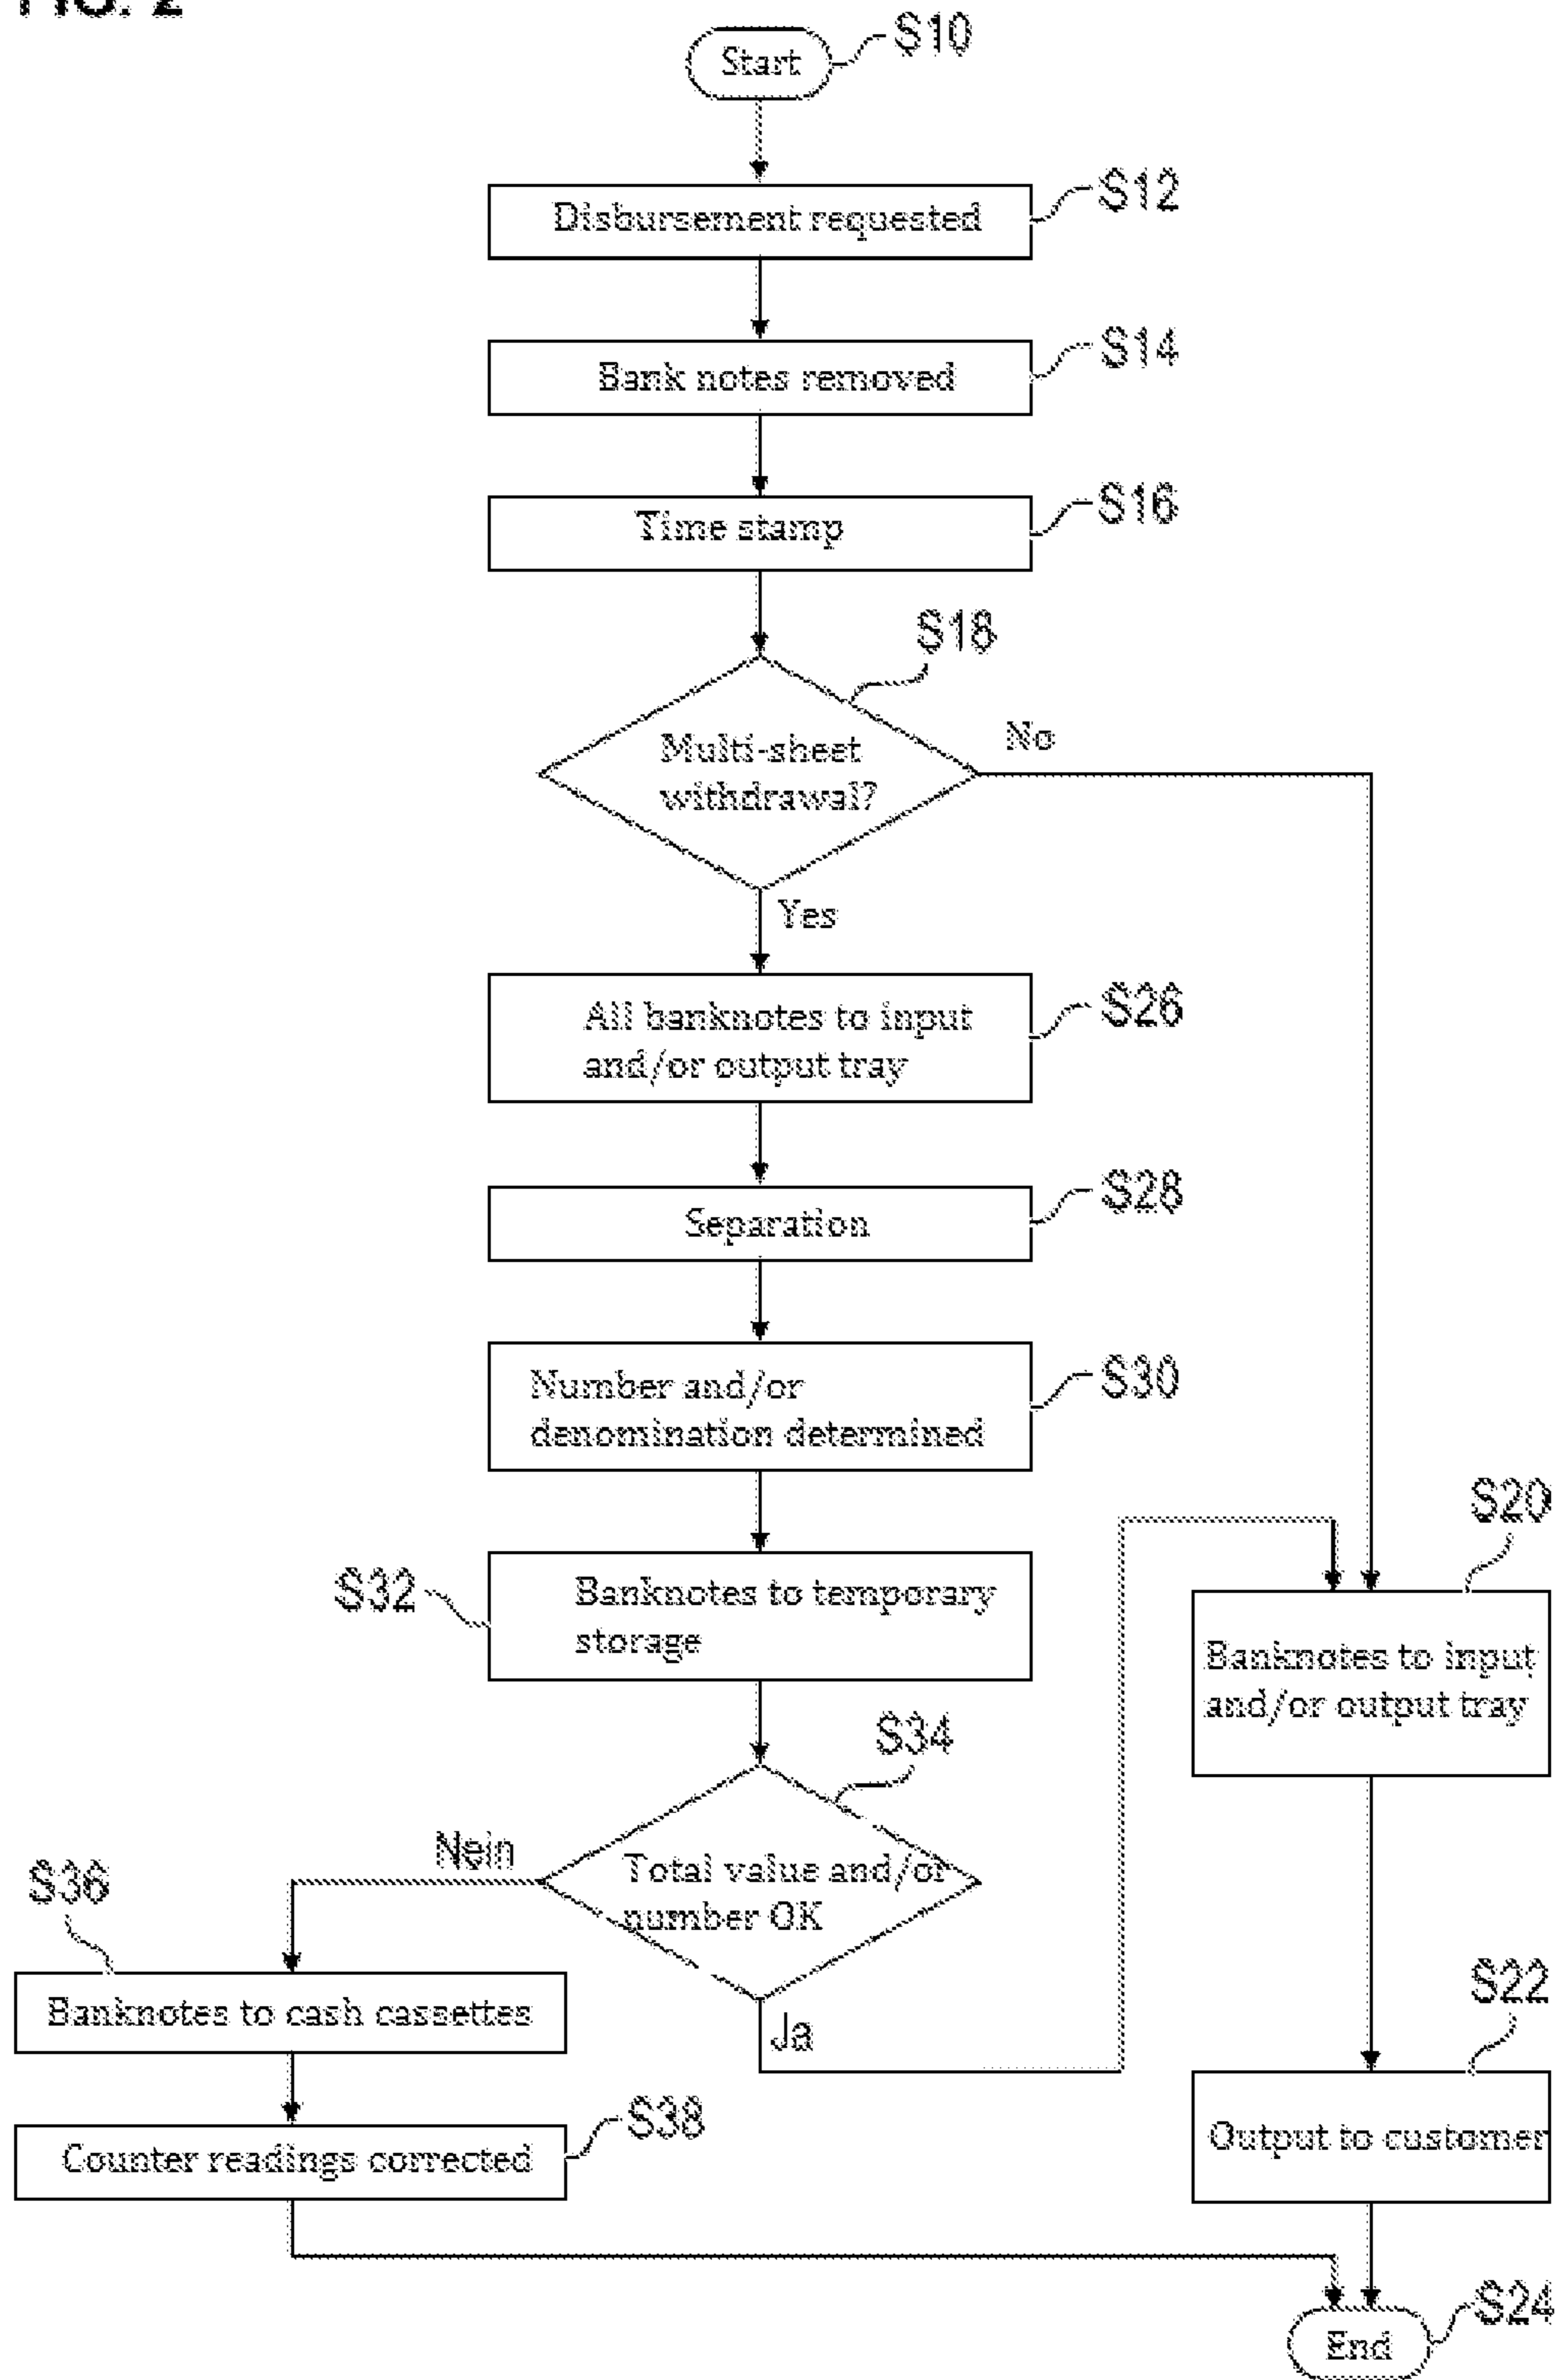 FIG. 2
Start
S10
Disbursement requested
S12
Bank notes removed
S14
Time stamp
S16
S18
Multi-sheet
withdrawal?
No
Yes
All banknotes to input
and/or output tray
S26
Separation
S28
Number and/or
denomination determined
S30
S32
Banknotes to temporary
storage
S20
Banknotes to input
and/or output tray
S34
Total value and/or
number OK
Nein
Ja
S36
Banknotes to cash cassettes
S22
Output to customer
Counter readings corrected
S38
S24
End